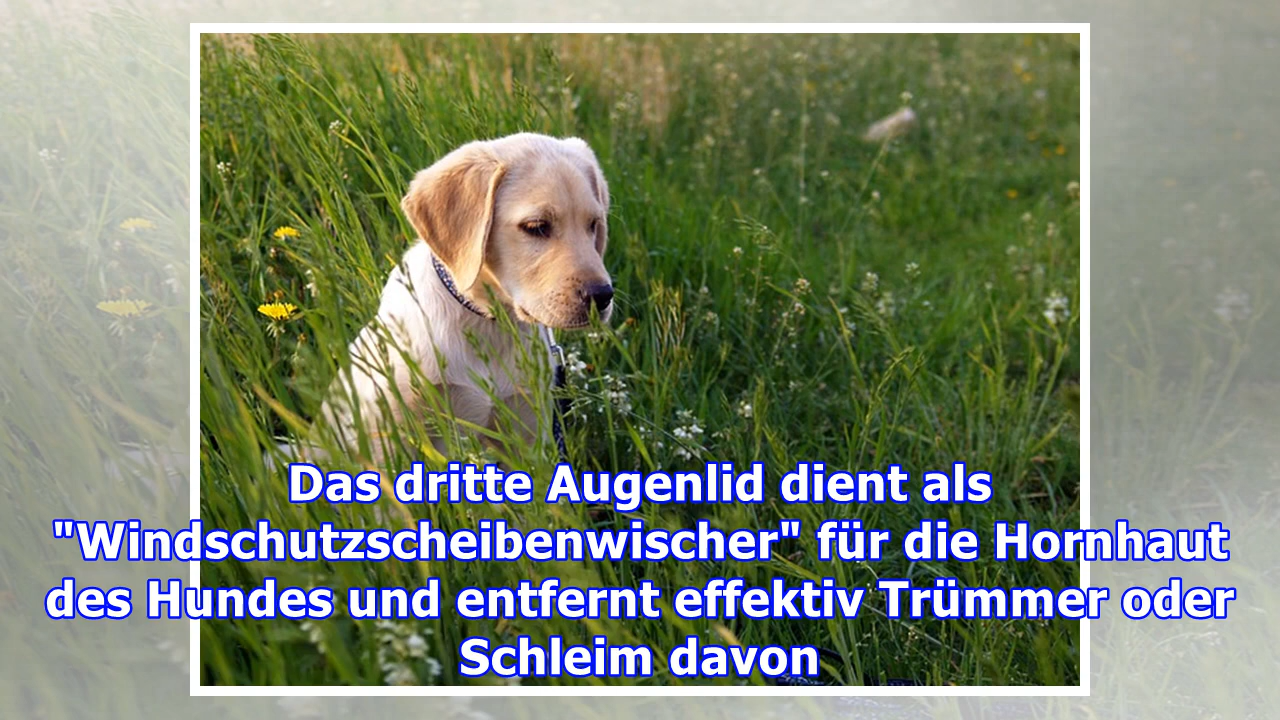 Das dritte Augenlid dient als
"Windschutzscheibenwischer" für die Hornhaut
des Hundes und entfernt effektiv Trümmer oder
Schleim davon